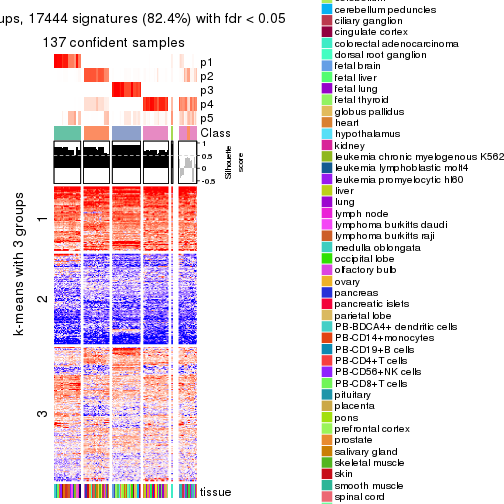 ups, 17444 signatures (82.4%) with fdr < 0.05
137 confident samples
p1
p2
p3
p4
p5
Class
1
0.5
0
-0.5
Silhouette
score
k-means with 3 groups
1
2
3
tissue
cerebellum peduncles
ciliary ganglion
cingulate cortex
colorectal adenocarcinoma
dorsal root ganglion
fetal brain
fetal liver
fetal lung
fetal thyroid
globus pallidus
heart
hypothalamus
kidney
leukemia chronic myelogenous K562
leukemia lymphoblastic molt4
leukemia promyelocytic hl60
liver
lung
lymph node
lymphoma burkitts daudi
lymphoma burkitts raji
medulla oblongata
occipital lobe
olfactory bulb
ovary
pancreas
pancreatic islets
parietal lobe
PB-BDCA4+ dendritic cells
PB-CD14+monocytes
PB-CD19+B cells
PB-CD4+T cells
PB-CD56+NK cells
PB-CD8+T cells
pituitary
placenta
pons
prefrontal cortex
prostate
salivary gland
skeletal muscle
skin
smooth muscle
spinal cord